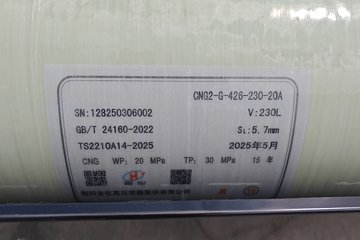 CNG2-G-426-230-20A
SN:128250306002 V:230L
GB/T 24160-2022 SL:5.7mm
TS2210A14-2025 2025年5月
CNG WP: 20 MPa TP: 30 MPa 15 年